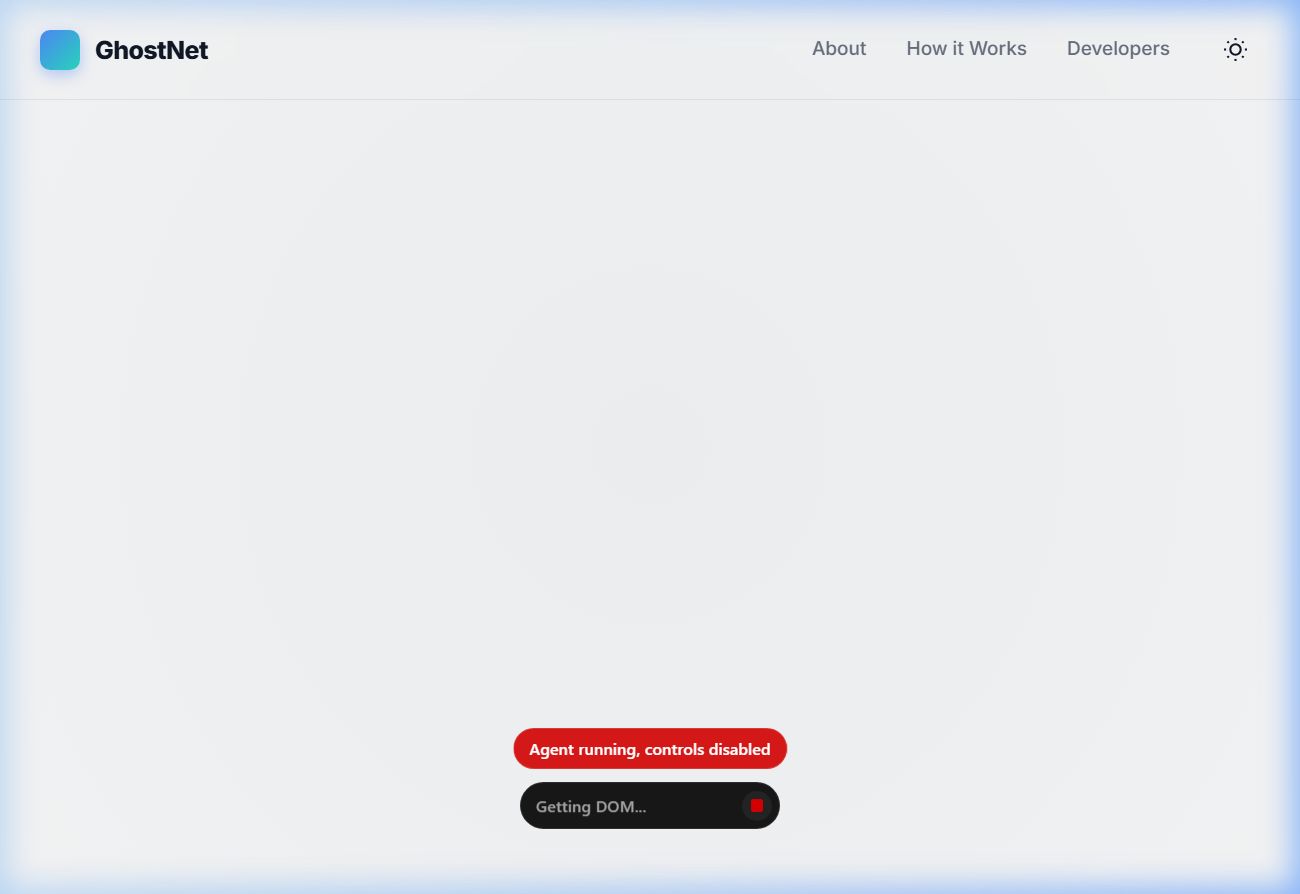 GhostNet
About
How it Works
Developers
Agent running, controls disabled
Getting DOM...